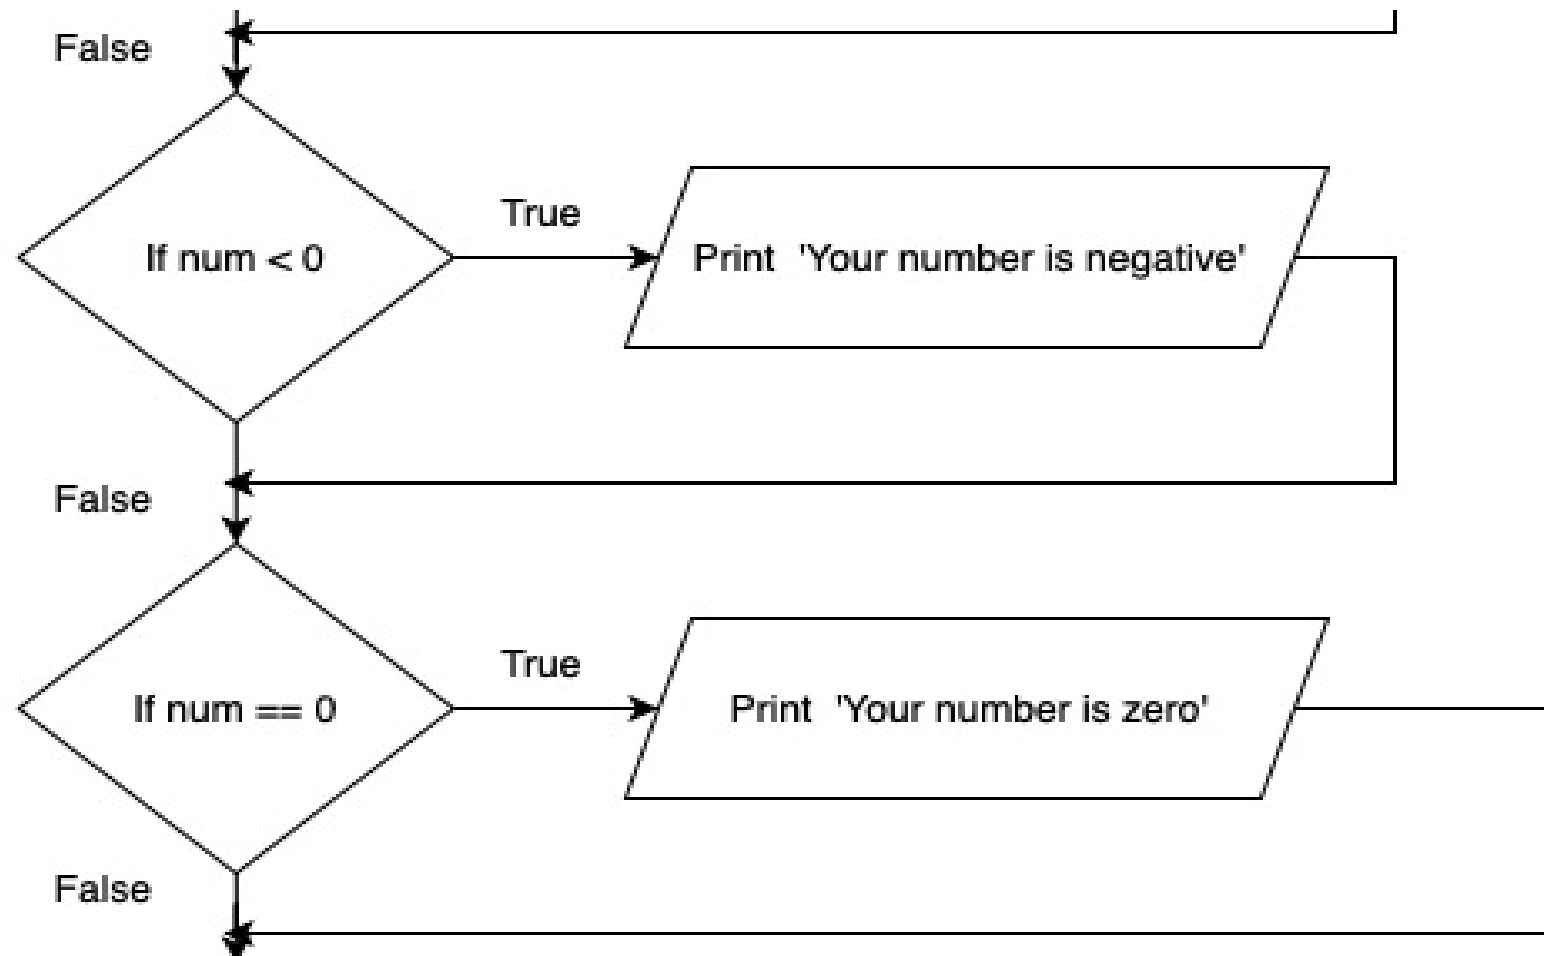 False
True
If num < 0
Print  'Your number is negative'
False
True
If num == 0
Print  'Your number is zero'
False